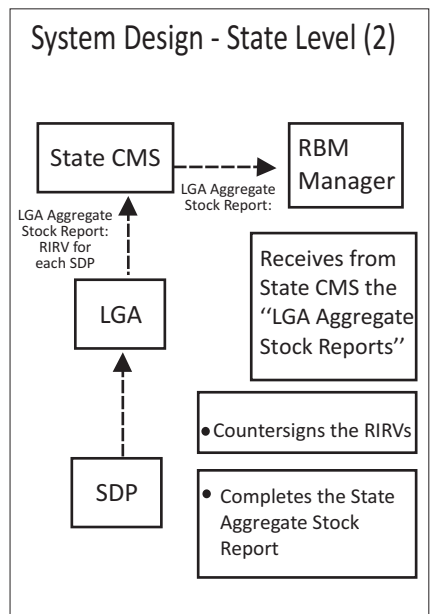 System Design - State Level (2)
State CMS
RBM
Manager
LGA Aggregate
Stock Report:
LGA Aggregate
Stock Report:
RIRV for
each SDP
Receives from
State CMS the
‘‘LGA Aggregate
Stock Reports’’
LGA
• Countersigns the RIRVs
SDP
• Completes the State
Aggregate Stock
Report